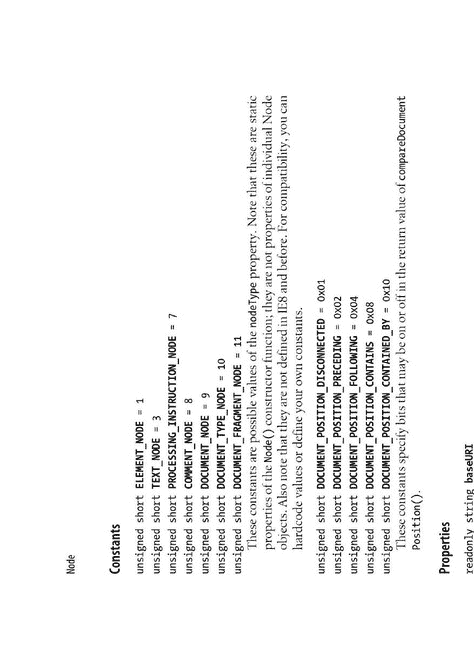 Node
Constants
unsigned short ELEMENT_NODE = 1
unsigned short TEXT_NODE = 3
unsigned short PROCESSING_INSTRUCTION_NODE = 7
unsigned short COMMENT_NODE = 8
unsigned short DOCUMENT_NODE = 9
unsigned short DOCUMENT_TYPE_NODE = 10
unsigned short DOCUMENT_FRAGMENT_NODE = 11
These constants are possible values of the nodeType property. Note that these are static
properties of the Node() constructor function; they are not properties of individual Node
objects. Also note that they are not defined in IE8 and before. For compatibility, you can
hardcode values or define your own constants.
unsigned short DOCUMENT_POSITION_DISCONNECTED = 0x01
unsigned short DOCUMENT_POSITION_PRECEDING = 0x02
unsigned short DOCUMENT_POSITION_FOLLOWING = 0x04
unsigned short DOCUMENT_POSITION_CONTAINS = 0x08
unsigned short DOCUMENT_POSITION_CONTAINED_BY = 0x10
These constants specify bits that may be on or off in the return value of compareDocument
Position().
Properties
readonly string baseURI